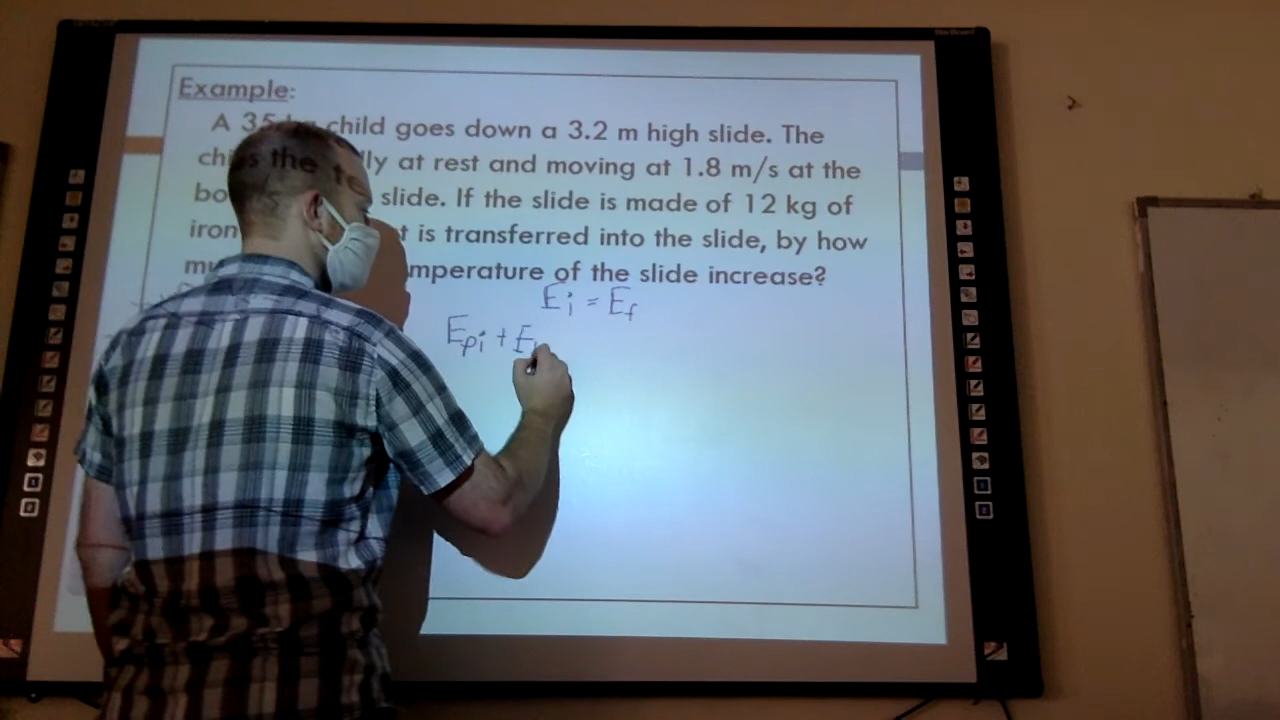 Example:
A 35 child goes down a 3.2 m high slide. The
the lly at rest and moving at 1.8 m/s at the
bo slide. If the slide is made of 12 kg of
iron t is transferred into the slide, by how
mu mperature of the slide increase?
Ei = Ef
Epi + E